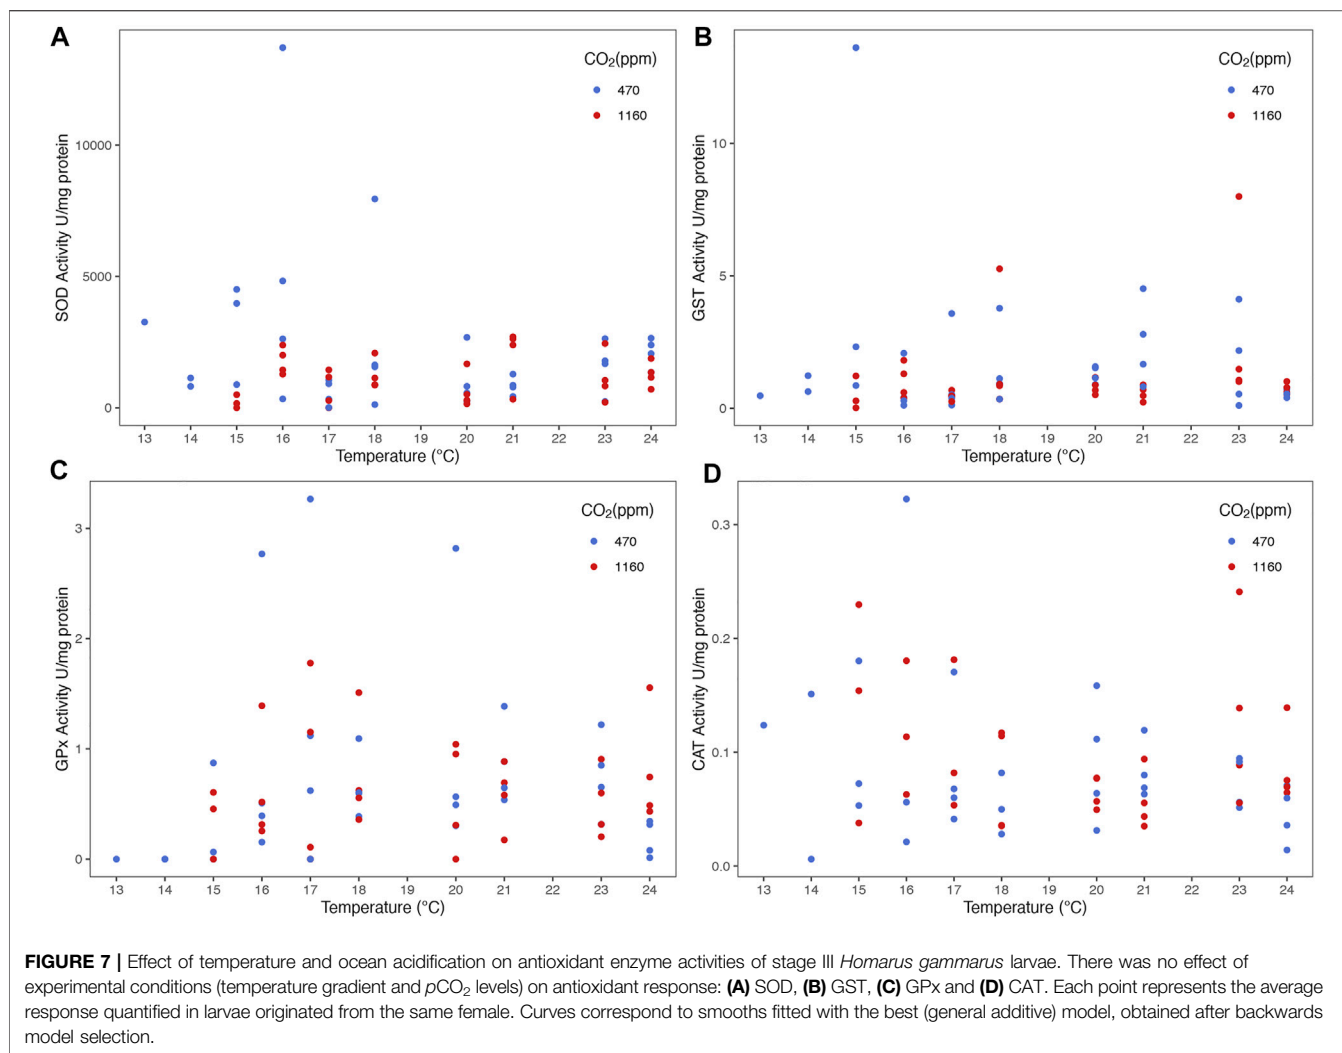 A
CO2(ppm)
470
1160
SOD Activity U/mg protein
10000
5000
0
13 14 15 16 17 18 19 20 21 22 23 24
Temperature (°C)
B
CO2(ppm)
470
1160
GST Activity U/mg protein
10
5
0
13 14 15 16 17 18 19 20 21 22 23 24
Temperature (°C)
C
CO2(ppm)
470
1160
GPx Activity U/mg protein
3
2
1
0
13 14 15 16 17 18 19 20 21 22 23 24
Temperature (°C)
D
CO2(ppm)
470
1160
CAT Activity U/mg protein
0.3
0.2
0.1
0.0
13 14 15 16 17 18 19 20 21 22 23 24
Temperature (°C)
FIGURE 7 | Effect of temperature and ocean acidification on antioxidant enzyme activities of stage III Homarus gammarus larvae. There was no effect of
experimental conditions (temperature gradient and pCO2 levels) on antioxidant response: (A) SOD, (B) GST, (C) GPx and (D) CAT. Each point represents the average
response quantified in larvae originated from the same female. Curves correspond to smooths fitted with the best (general additive) model, obtained after backwards
model selection.